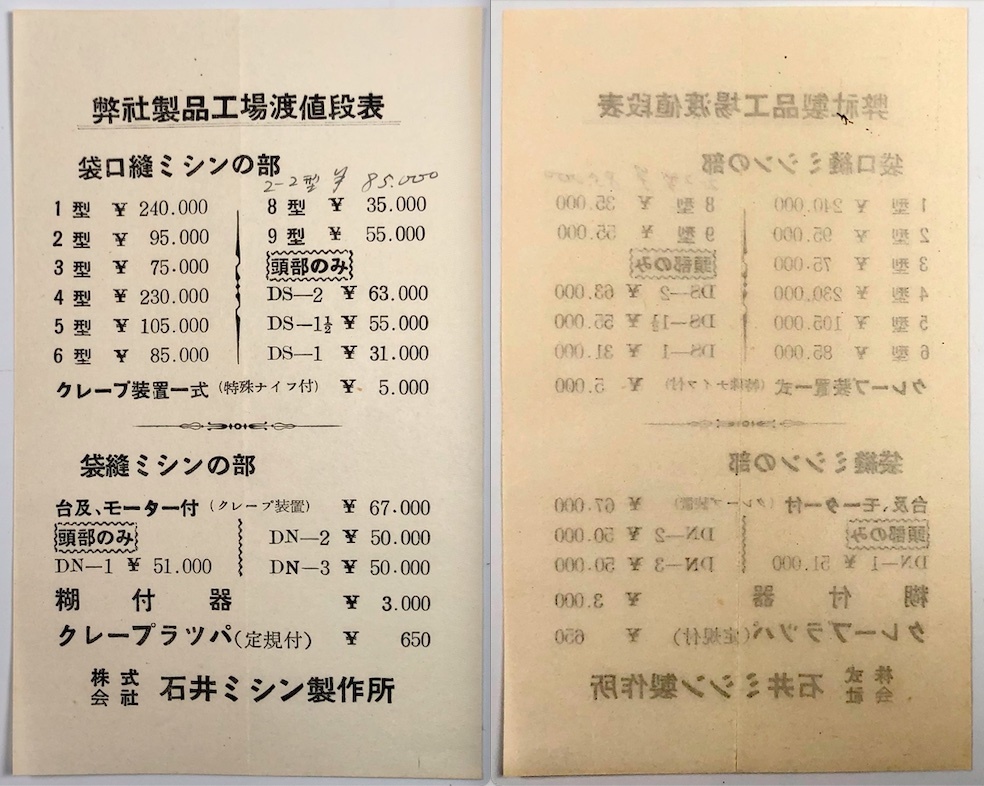 弊社製品工場渡値段表
袋口縫ミシンの部
2-2型 ¥ 85.000
1型 ¥ 240.000
2型 ¥ 95.000
3型 ¥ 75.000
4型 ¥ 230.000
5型 ¥ 105.000
6型 ¥ 85.000
8型 ¥ 35.000
9型 ¥ 55.000
頭部のみ
DS—2 ¥ 63.000
DS—1½ ¥ 55.000
DS—1 ¥ 31.000
クレープ装置一式(特殊ナイフ付) ¥ 5.000
袋縫ミシンの部
台及、モーター付(クレープ装置) ¥ 67.000
頭部のみ
DN—1 ¥ 51.000
DN—2 ¥ 50.000
DN—3 ¥ 50.000
糊付器 ¥ 3.000
クレープラツパ(定規付) ¥ 650
株式会社 石井ミシン製作所